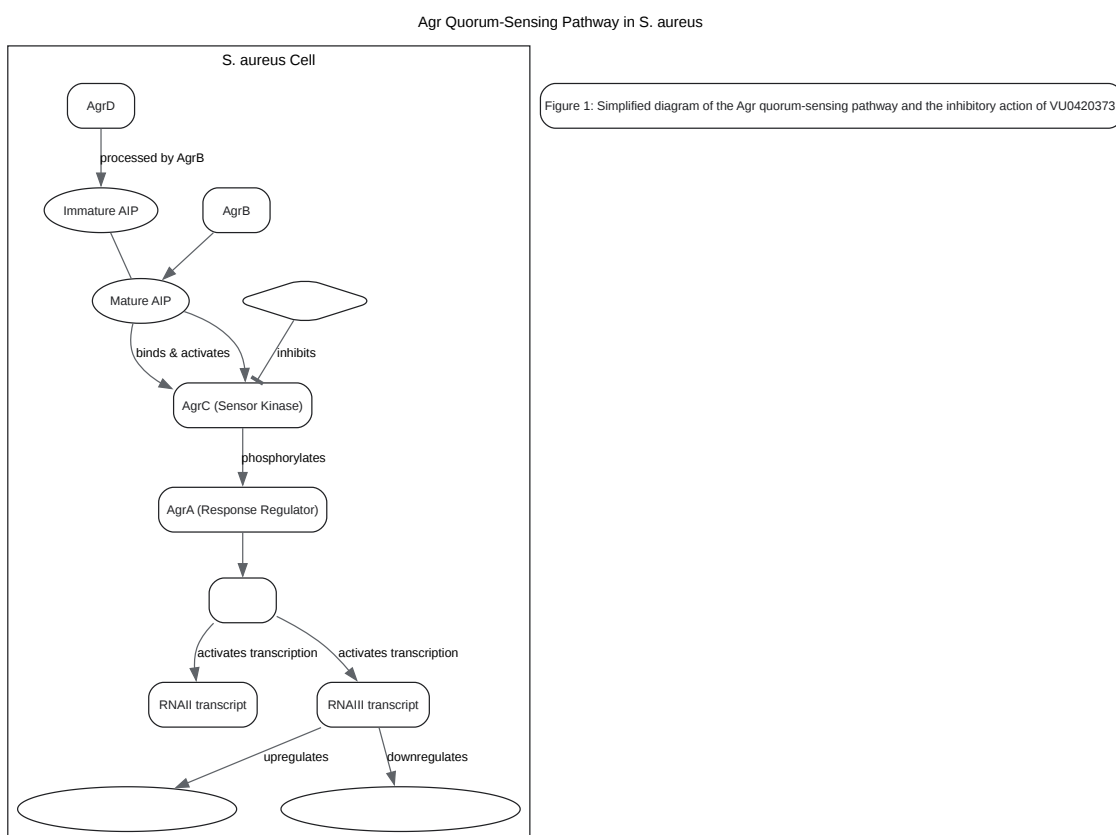 Agr Quorum-Sensing Pathway in S. aureus
S. aureus Cell
AgrD
Figure 1: Simplified diagram of the Agr quorum-sensing pathway and the inhibitory action of VU0420373
processed by AgrB
Immature AIP
AgrB
Mature AIP
binds & activates
inhibits
AgrC (Sensor Kinase)
phosphorylates
AgrA (Response Regulator)
activates transcription
activates transcription
RNAII transcript
RNAIII transcript
upregulates
downregulates